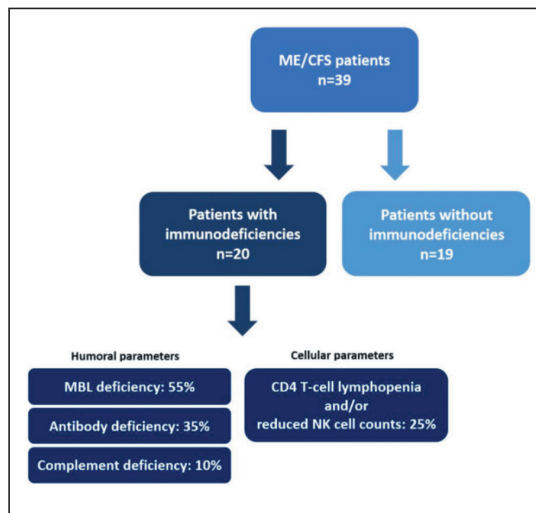 ME/CFS patients
n=39
Patients with
immunodeficiencies
n=20
Patients without
immunodeficiencies
n=19
Humoral parameters
MBL deficiency: 55%
Antibody deficiency: 35%
Complement deficiency: 10%
Cellular parameters
CD4 T-cell lymphopenia
and/or
reduced NK cell counts: 25%